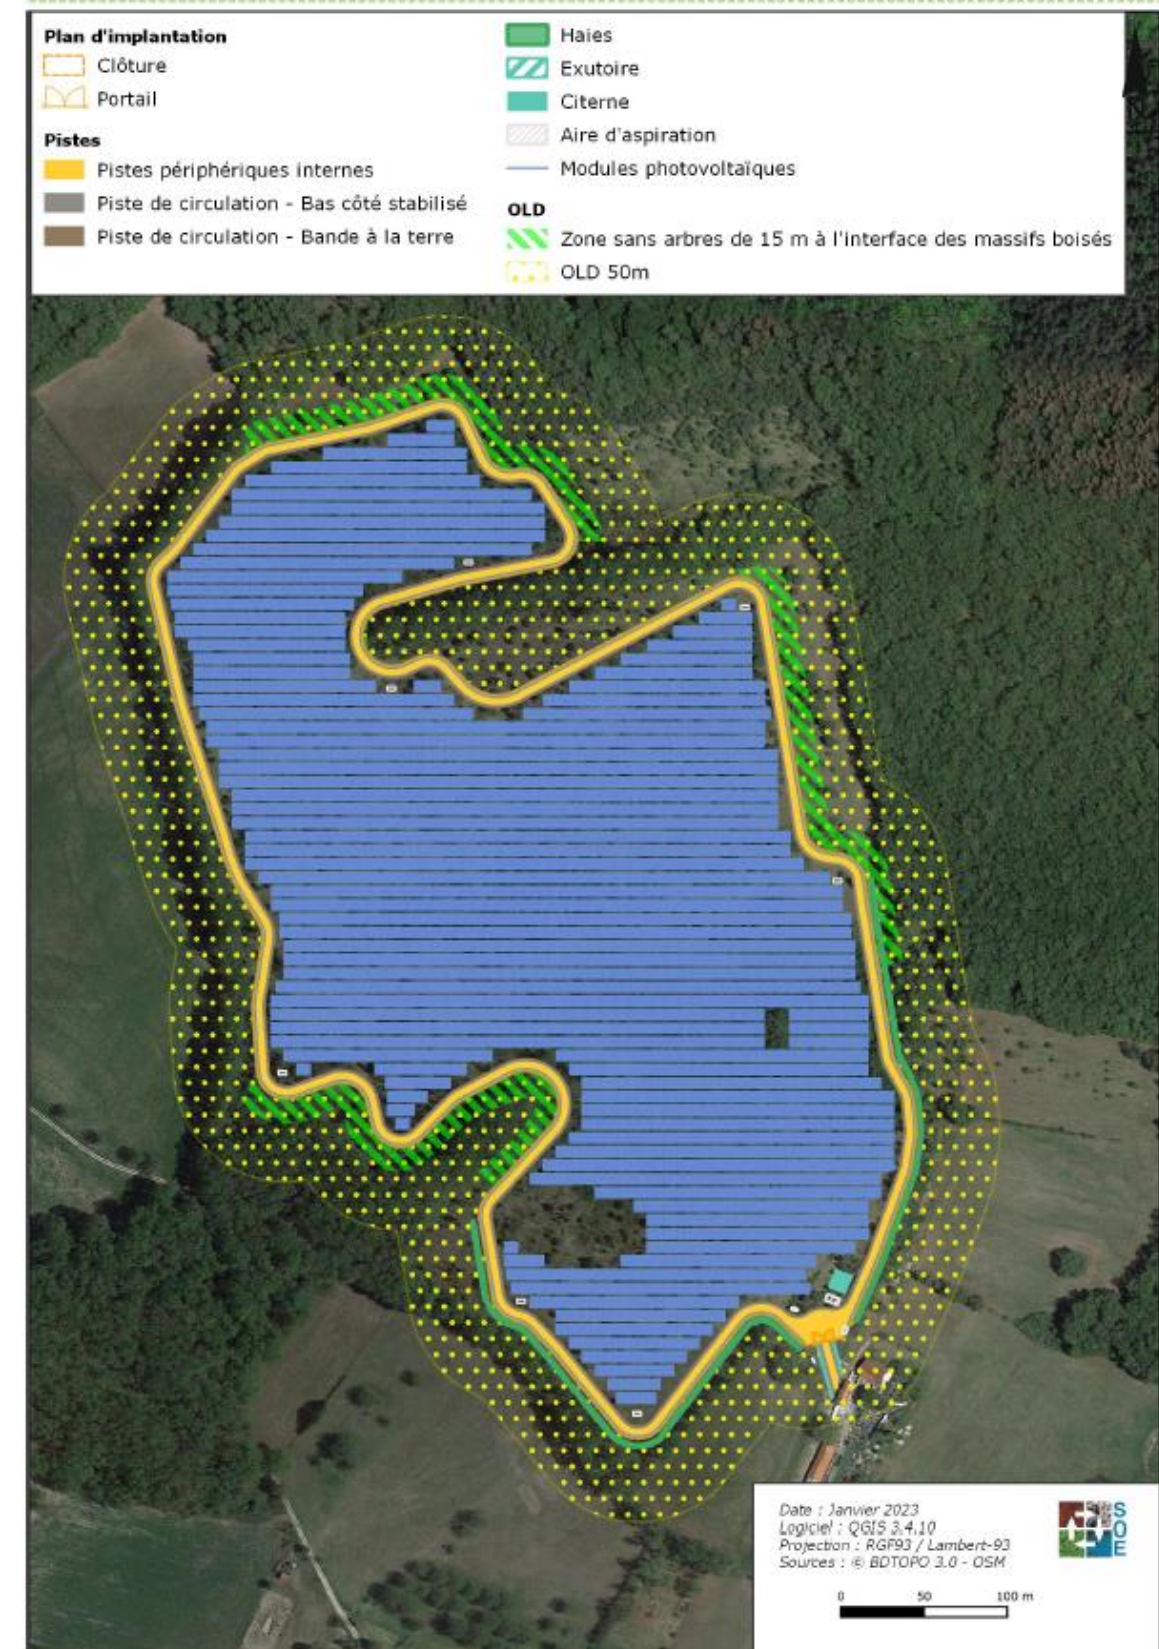 Plan d'implantation
Clôture
Portail
Pistes
Pistes périphériques internes
Piste de circulation - Bas côté stabilisé
Piste de circulation - Bande à la terre
Haies
Exutoire
Citerne
Aire d'aspiration
Modules photovoltaïques
OLD
Zone sans arbres de 15 m à l'interface des massifs boisés
OLD 50m
Date : Janvier 2023
Logiciel : QGIS 3.4.10
Projection : RGF93 / Lambert-93
Sources : © BDTOPO 3.0 - OSM
SOE
0 50 100 m